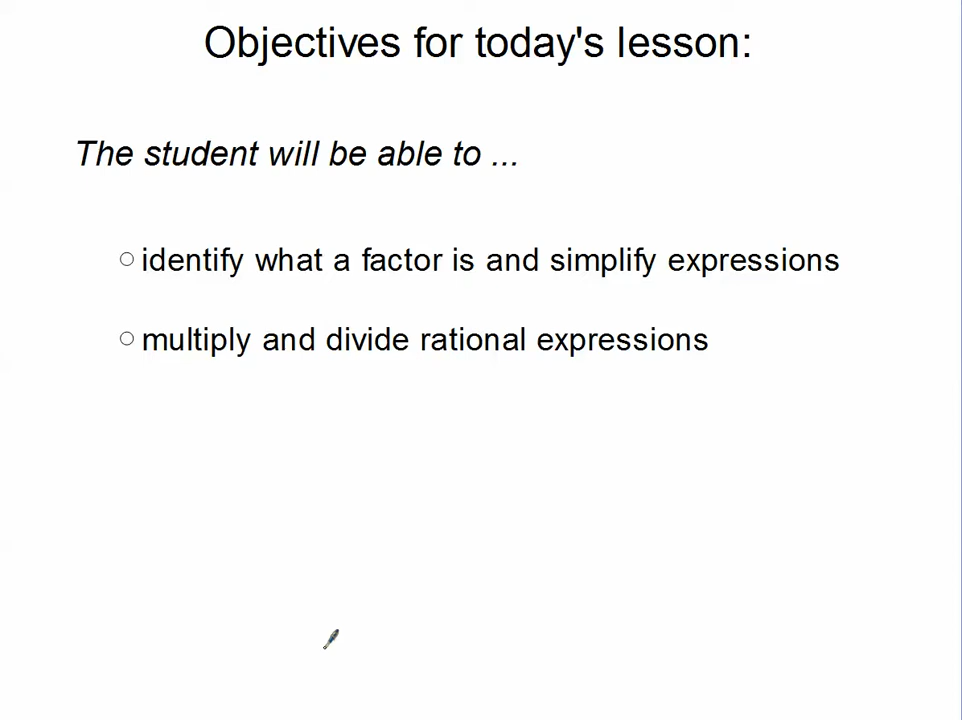 Objectives for today's lesson:
The student will be able to ...
identify what a factor is and simplify expressions
multiply and divide rational expressions